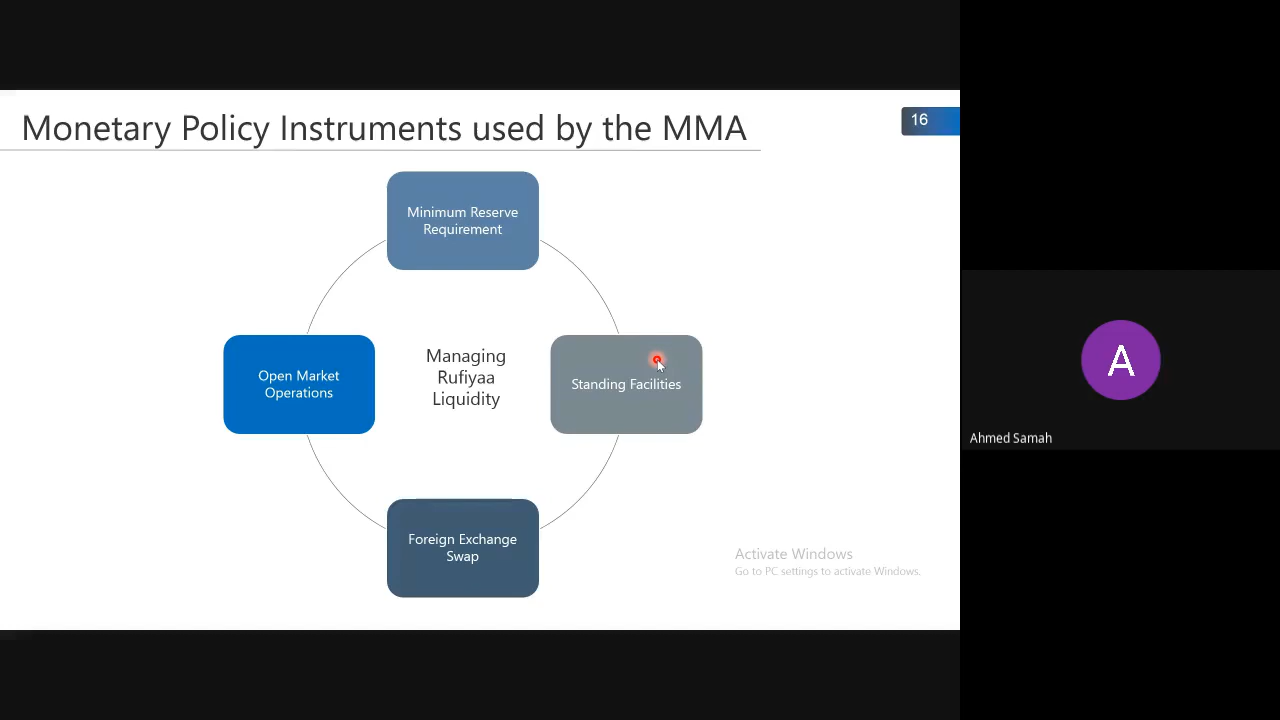 Monetary Policy Instruments used by the MMA
16
Minimum Reserve
Requirement
Open Market
Operations
Managing
Rufiyaa
Liquidity
Standing Facilities
Foreign Exchange
Swap
Activate Windows
Go to PC settings to activate Windows.
A
Ahmed Samah